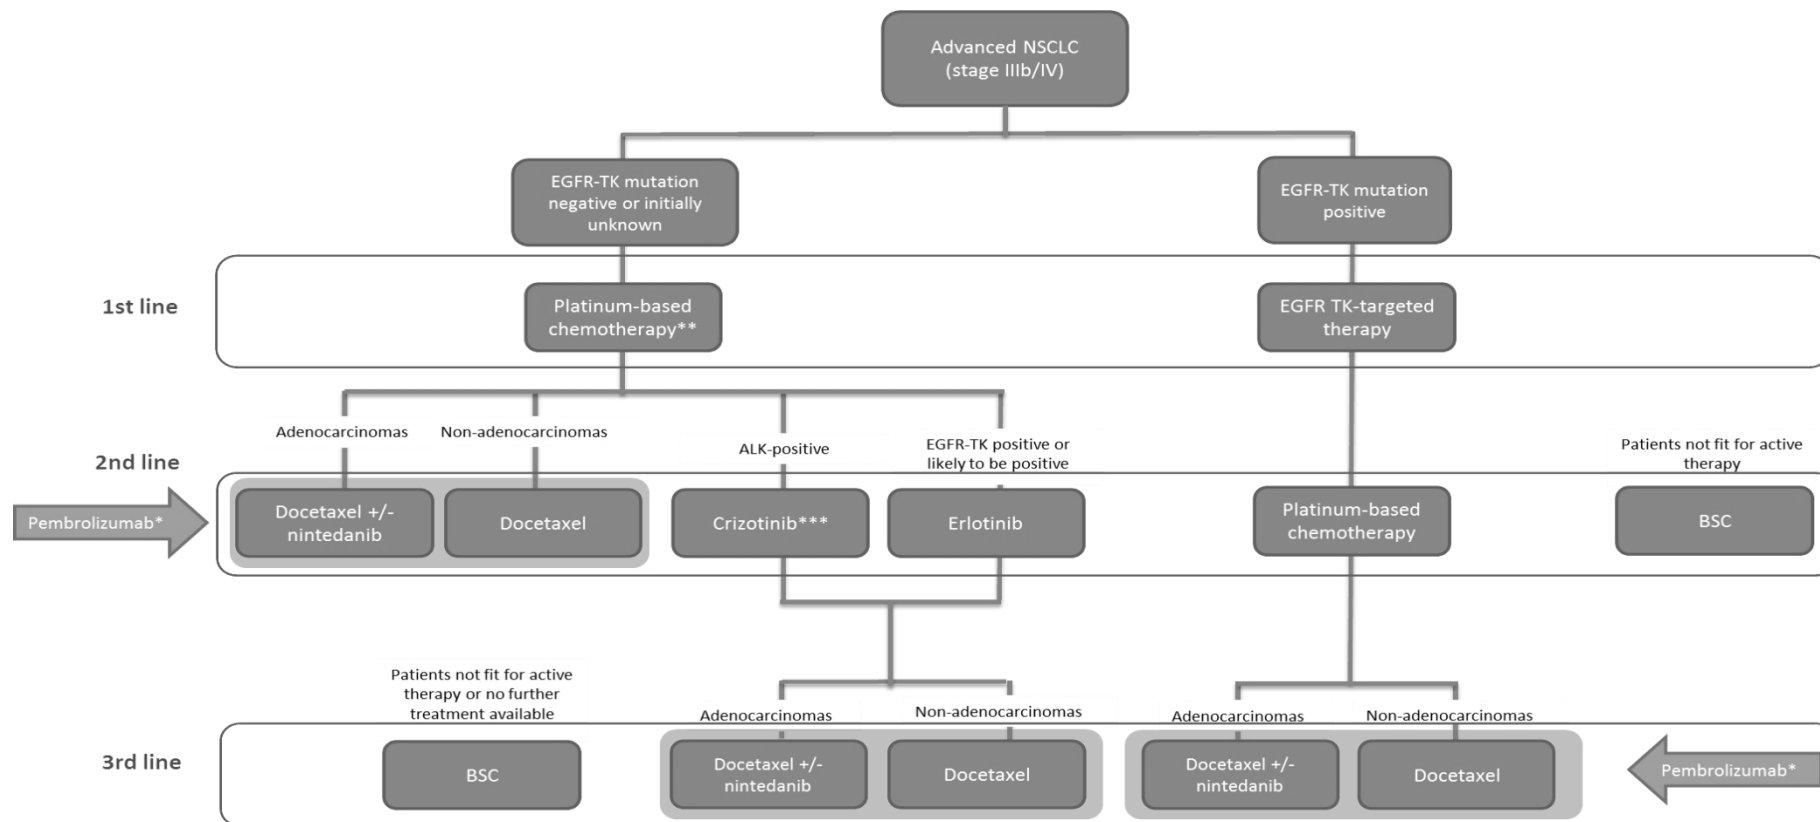 Advanced NSCLC
(stage IIIb/IV)
EGFR-TK mutation
negative or initially
unknown
EGFR-TK mutation
positive
1st line
Platinum-based
chemotherapy**
EGFR TK-targeted
therapy
Adenocarcinomas
Non-adenocarcinomas
ALK-positive
EGFR-TK positive or
likely to be positive
Patients not fit for active
therapy
2nd line
Pembrolizumab*
Docetaxel +/-
nintedanib
Docetaxel
Crizotinib***
Erlotinib
Platinum-based
chemotherapy
BSC
Patients not fit for active
therapy or no further
treatment available
Adenocarcinomas
Non-adenocarcinomas
Adenocarcinomas
Non-adenocarcinomas
3rd line
BSC
Docetaxel +/-
nintedanib
Docetaxel
Docetaxel +/-
nintedanib
Docetaxel
Pembrolizumab*